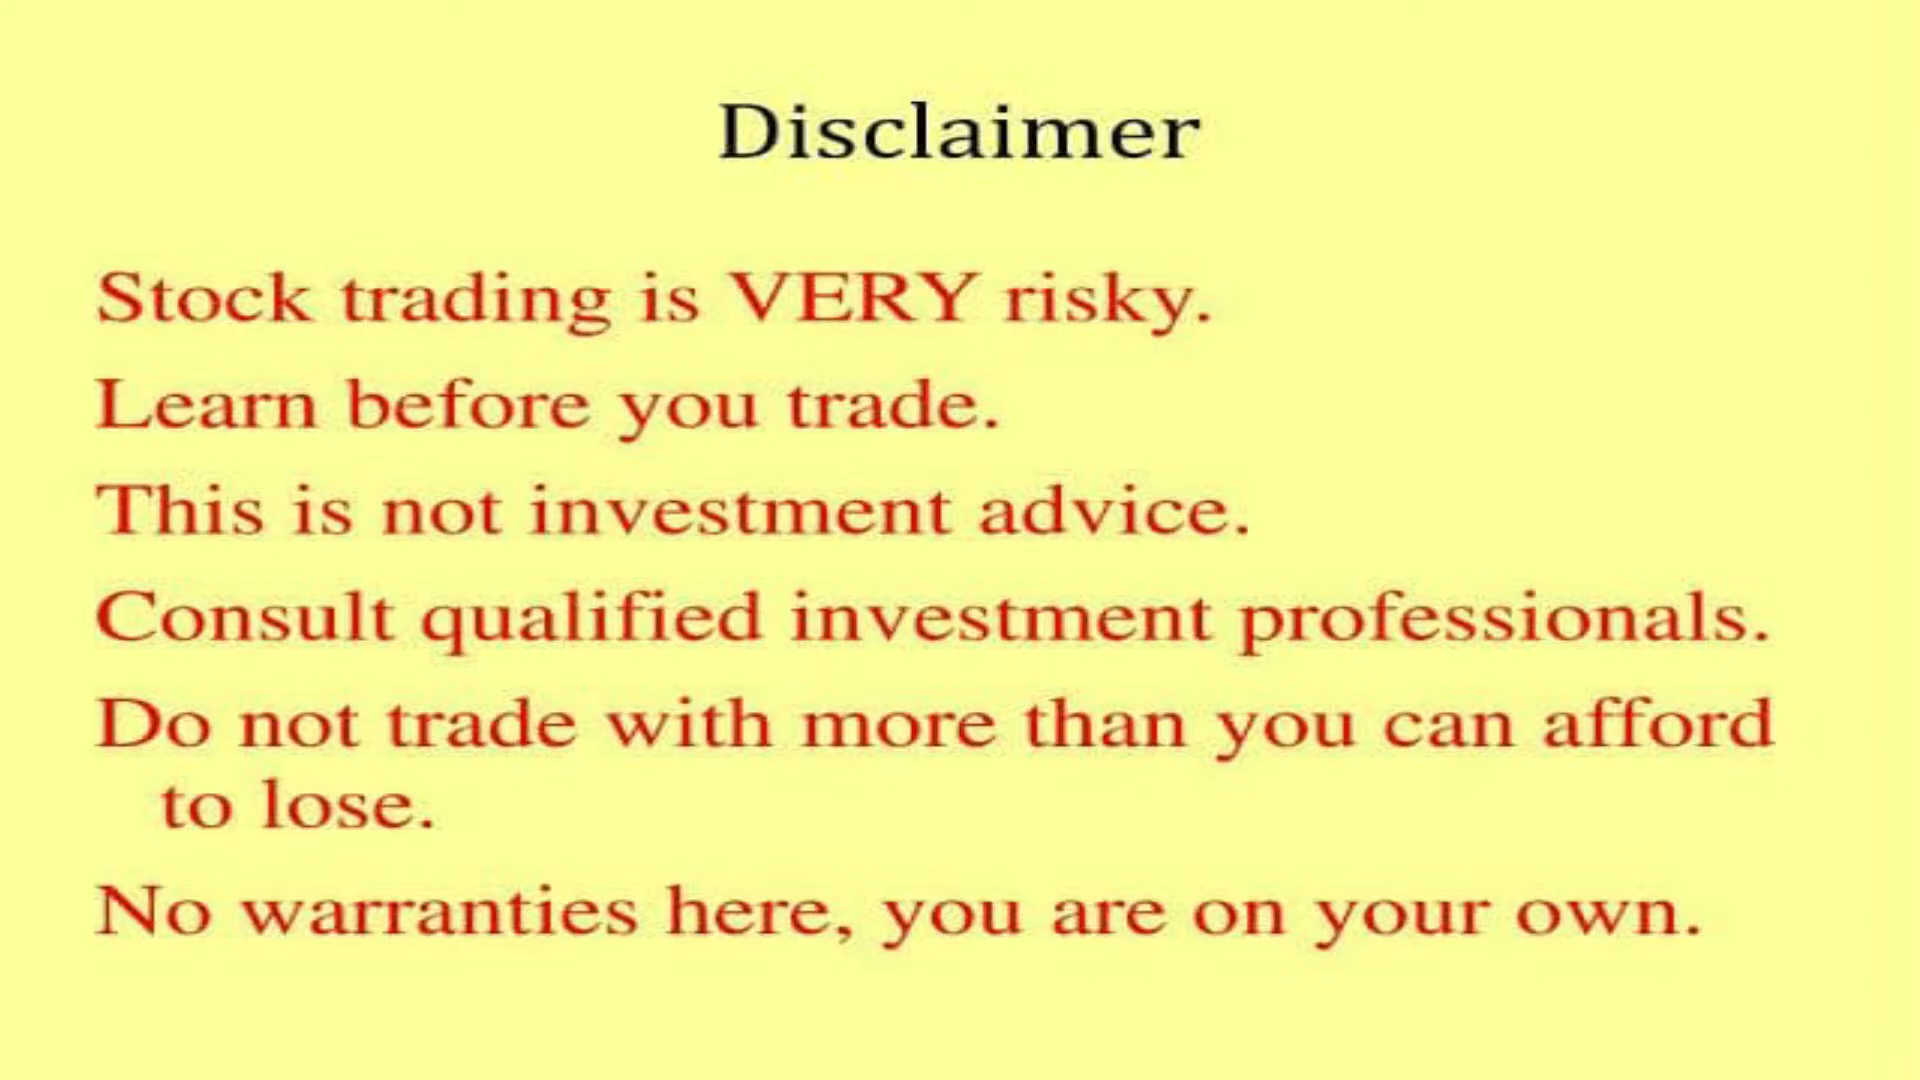 Disclaimer
Stock trading is VERY risky.
Learn before you trade.
This is not investment advice.
Consult qualified investment professionals.
Do not trade with more than you can afford
to lose.
No warranties here, you are on your own.